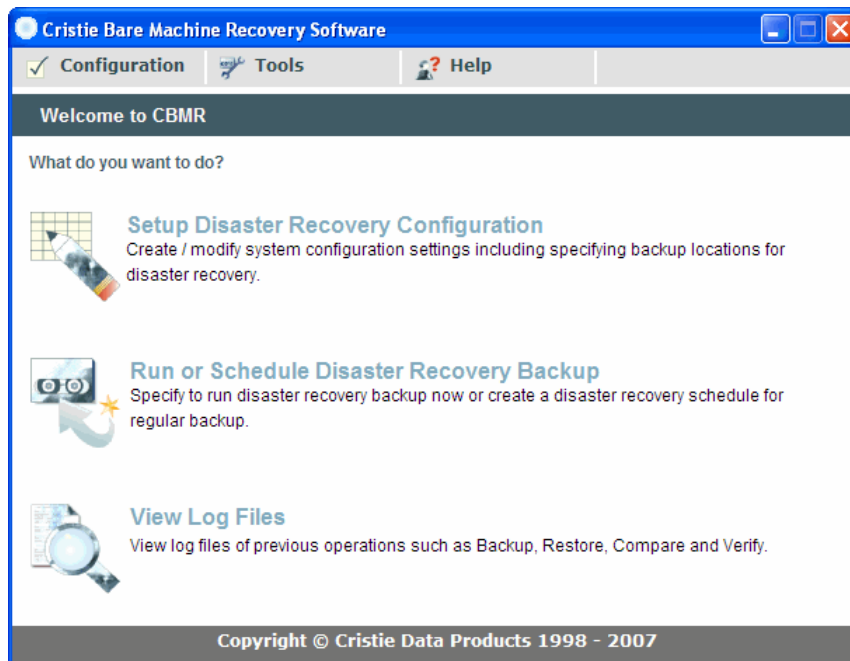 Cristie Bare Machine Recovery Software
Configuration Tools Help
Welcome to CBMR
What do you want to do?
Setup Disaster Recovery Configuration
Create / modify system configuration settings including specifying backup locations for
disaster recovery.
Run or Schedule Disaster Recovery Backup
Specify to run disaster recovery backup now or create a disaster recovery schedule for
regular backup.
View Log Files
View log files of previous operations such as Backup, Restore, Compare and Verify.
Copyright © Cristie Data Products 1998 - 2007